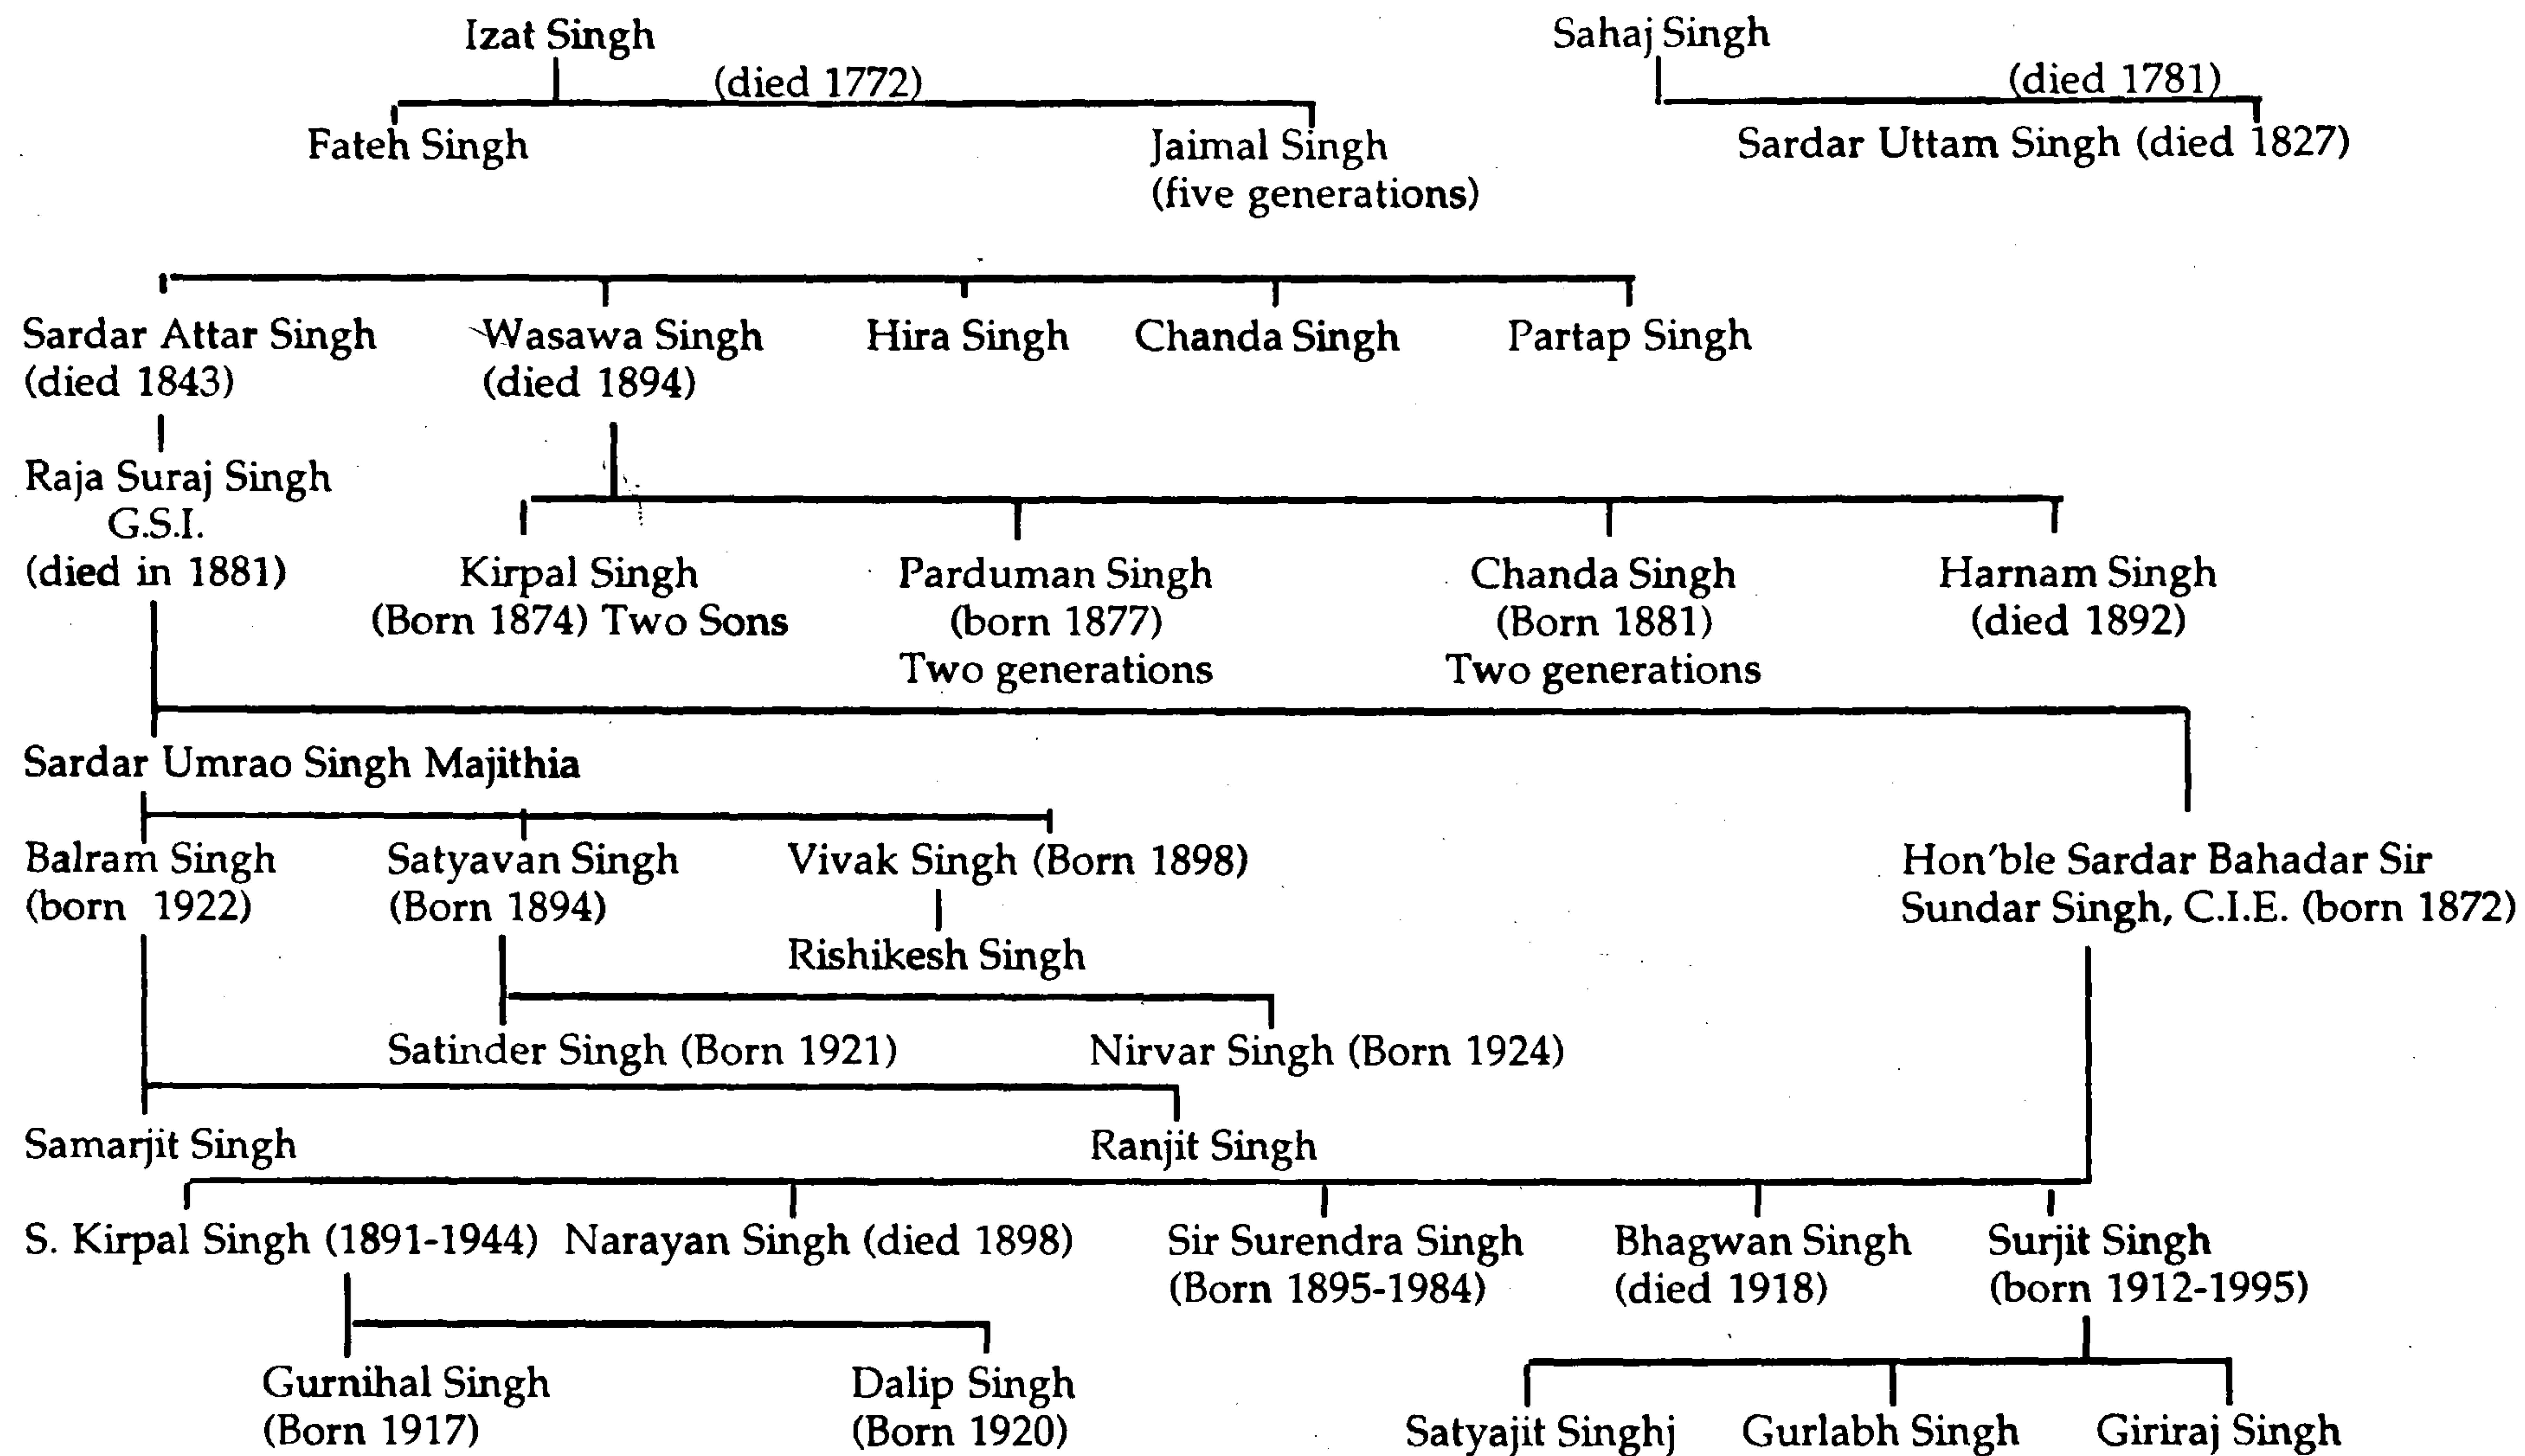 Izat Singh
Sahaj Singh
(died 1772)
(died 1781)
Fateh Singh
Jaimal Singh
(five generations)
Sardar Uttam Singh (died 1827)
Sardar Attar Singh
(died 1843)
Wasawa Singh
(died 1894)
Hira Singh
Chanda Singh
Partap Singh
Raja Suraj Singh
G.S.I.
(died in 1881)
Kirpal Singh
(Born 1874) Two Sons
Parduman Singh
(born 1877)
Two generations
Chanda Singh
(Born 1881)
Two generations
Harnam Singh
(died 1892)
Sardar Umrao Singh Majithia
Balram Singh
(born 1922)
Satyavan Singh
(Born 1894)
Vivak Singh (Born 1898)
Hon'ble Sardar Bahadar Sir
Sundar Singh, C.I.E. (born 1872)
Rishikesh Singh
Satinder Singh (Born 1921)
Nirvar Singh (Born 1924)
Samarjit Singh
Ranjit Singh
S. Kirpal Singh (1891-1944)
Narayan Singh (died 1898)
Sir Surendra Singh
(Born 1895-1984)
Bhagwan Singh
(died 1918)
Surjit Singh
(born 1912-1995)
Gurnihal Singh
(Born 1917)
Dalip Singh
(Born 1920)
Satyajit Singhj
Gurlabh Singh
Giriraj Singh